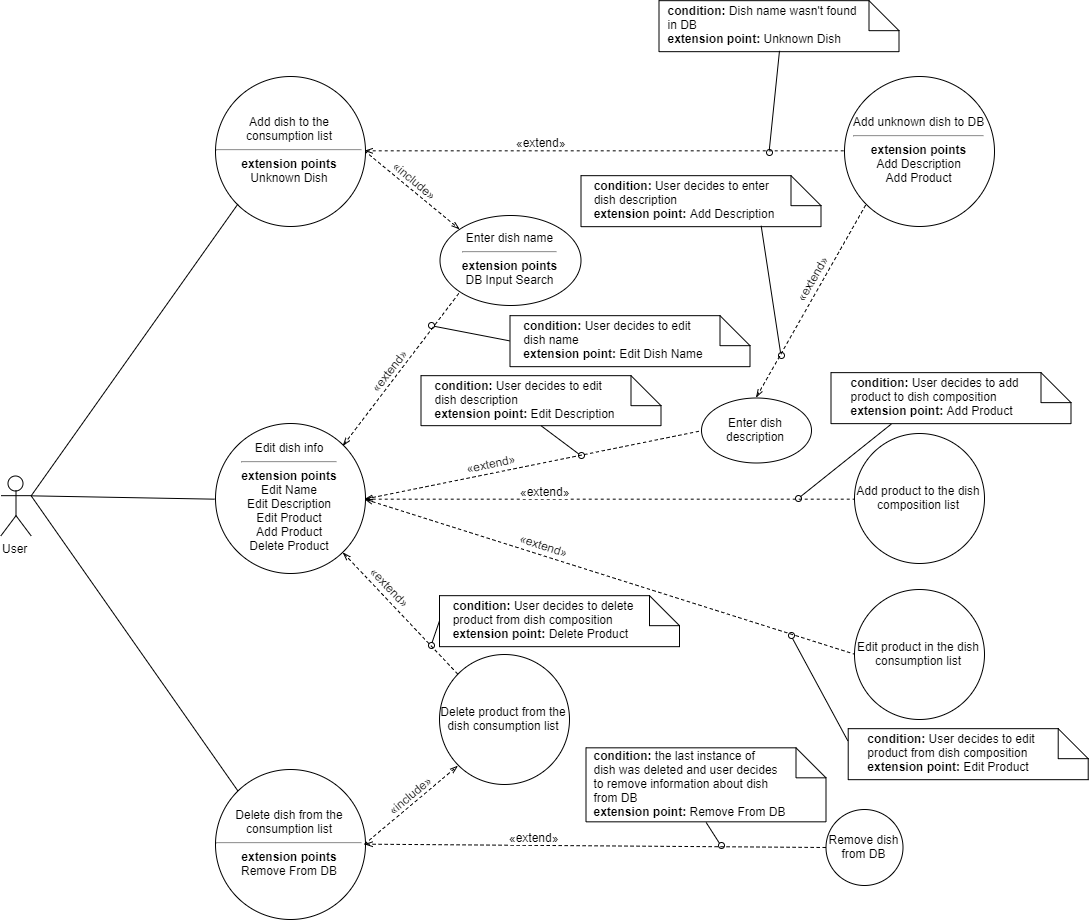 condition: Dish name wasn't found
in DB
extension point: Unknown Dish
Add dish to the
consumption list
extension points
Unknown Dish
«extend»
Add unknown dish to DB
extension points
Add Description
Add Product
«include»
condition: User decides to enter
dish description
extension point: Add Description
Enter dish name
extension points
DB Input Search
«extend»
condition: User decides to edit
dish name
extension point: Edit Dish Name
«extend»
condition: User decides to edit
dish description
extension point: Edit Description
condition: User decides to add
product to dish composition
extension point: Add Product
Enter dish
description
Edit dish info
extension points
Edit Name
Edit Description
Edit Product
Add Product
Delete Product
«extend»
«extend»
Add product to the dish
composition list
User
«extend»
«extend»
condition: User decides to delete
product from dish composition
extension point: Delete Product
Edit product in the dish
consumption list
Delete product from the
dish consumption list
condition: User decides to edit
product from dish composition
extension point: Edit Product
condition: the last instance of
dish was deleted and user decides
to remove information about dish
from DB
extension point: Remove From DB
«include»
Delete dish from the
consumption list
extension points
Remove From DB
«extend»
Remove dish
from DB